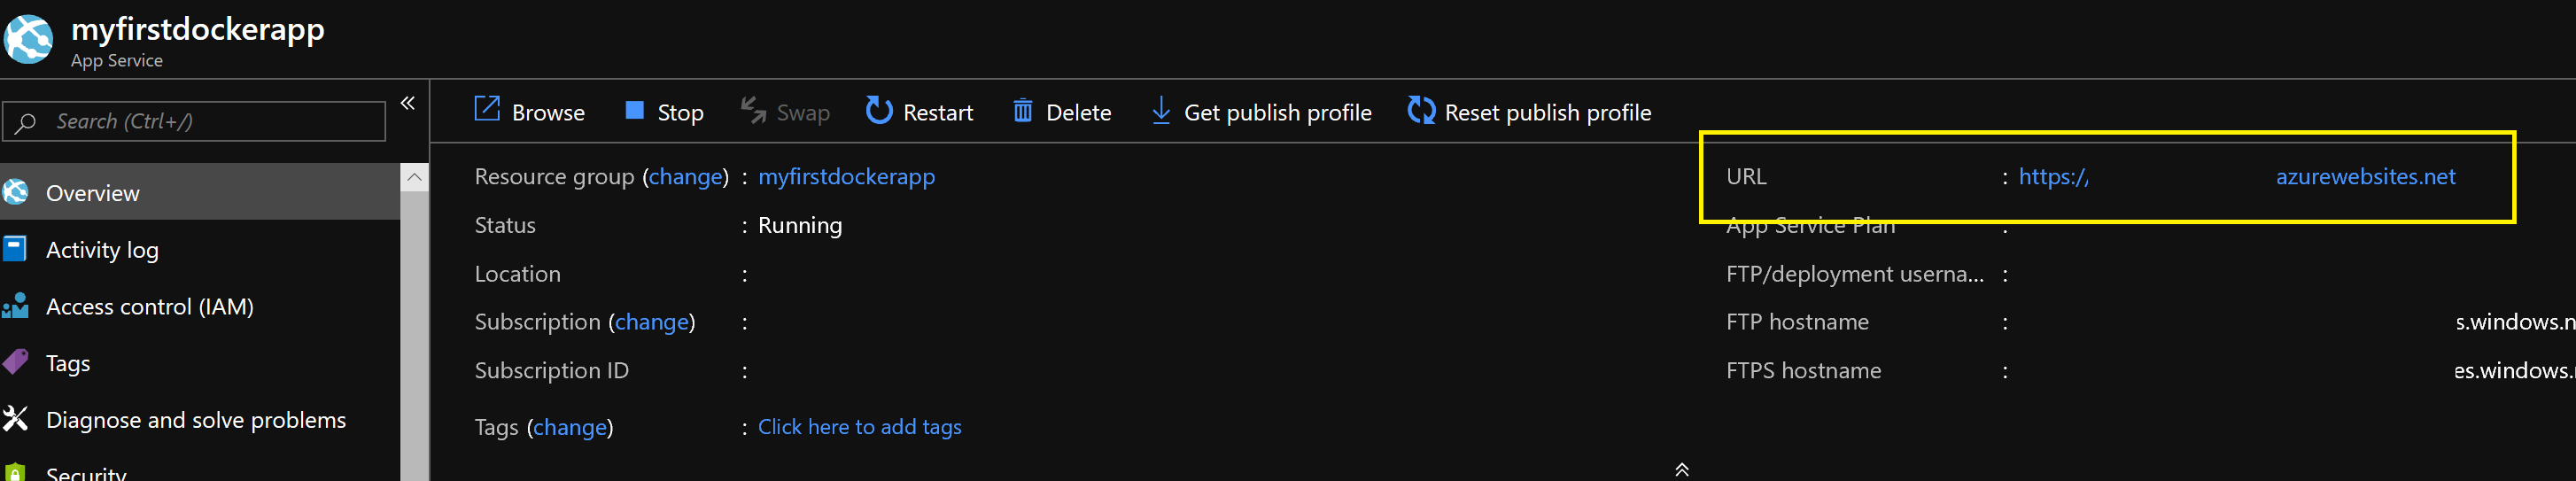 myfirstdockerapp
App Service
Search (Ctrl+/)
«
Browse
Stop
Swap
Restart
Delete
Get publish profile
Reset publish profile
Overview
Activity log
Access control (IAM)
Tags
Diagnose and solve problems
Security
Resource group (change) : myfirstdockerapp
Status : Running
Location :
Subscription (change) :
Subscription ID :
Tags (change) : Click here to add tags
URL : https:// azurewebsites.net
App Service Plan :
FTP/deployment userna... :
FTP hostname : s.windows.n
FTPS hostname : es.windows.